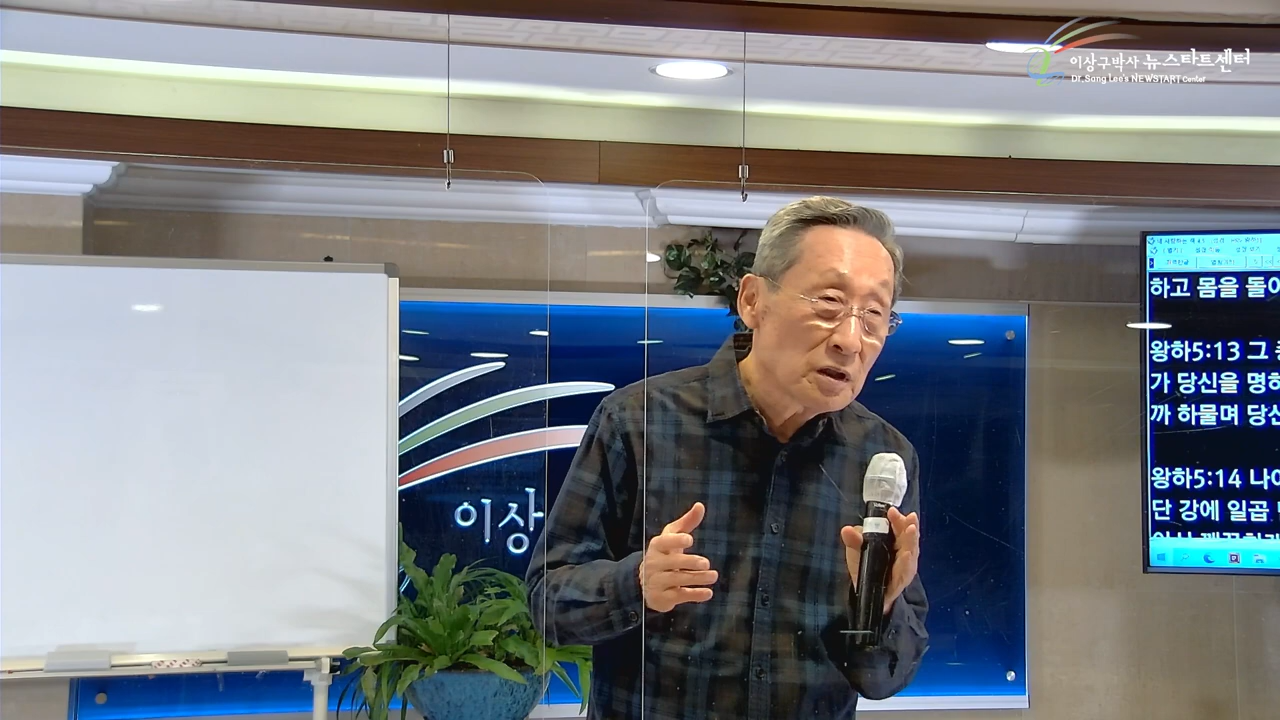 이상구박사 뉴스타트센터
Dr.Sang Lee's NEWSTART Center
하고 몸을 돌이
왕하5:13 그
가 당신을 명하
까 하물며 당신
왕하5:14 나아
단 강에 일곱
이상